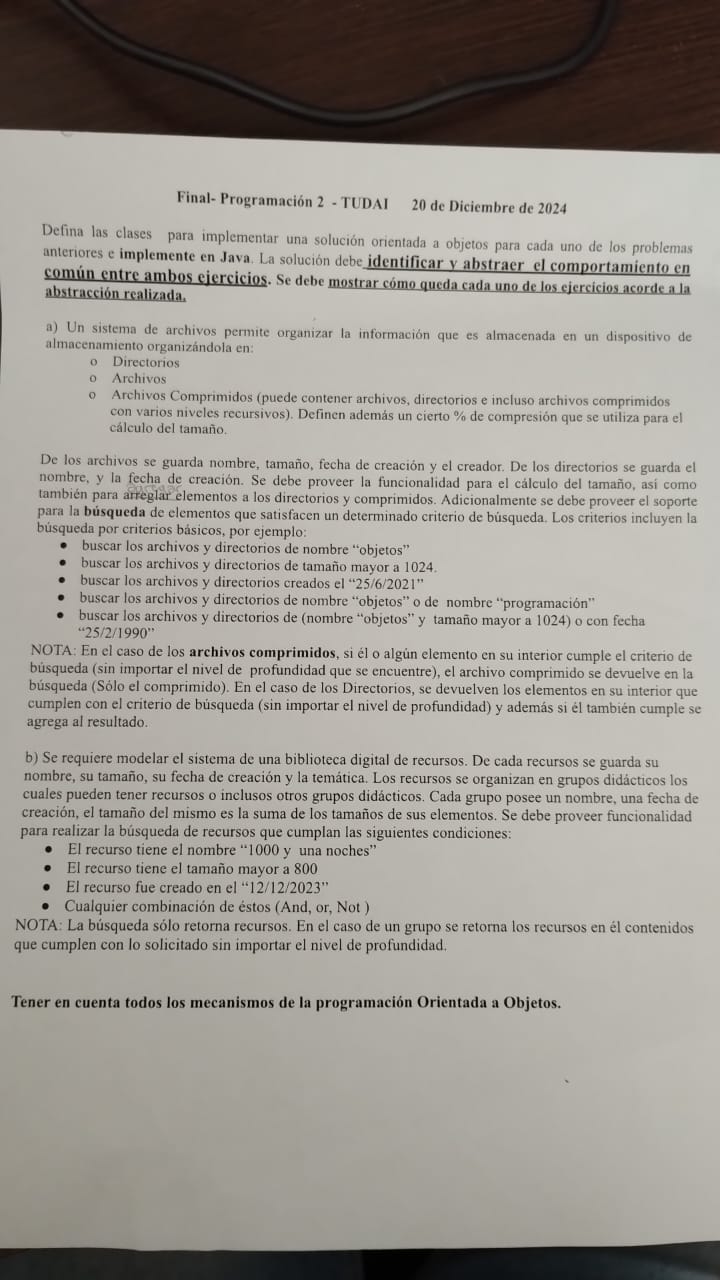 Final- Programación 2 - TUDAI 20 de Diciembre de 2024
Defina las clases para implementar una solución orientada a objetos para cada uno de los problemas
anteriores e implemente en Java. La solución debe identificar y abstraer el comportamiento en
común entre ambos ejercicios. Se debe mostrar cómo queda cada uno de los ejercicios acorde a la
abstracción realizada.
a) Un sistema de archivos permite organizar la información que es almacenada en un dispositivo de
almacenamiento organizándola en:
o Directorios
o Archivos
o Archivos Comprimidos (puede contener archivos, directorios e incluso archivos comprimidos
con varios niveles recursivos). Definen además un cierto % de compresión que se utiliza para el
cálculo del tamaño.
De los archivos se guarda nombre, tamaño, fecha de creación y el creador. De los directorios se guarda el
nombre, y la fecha de creación. Se debe proveer la funcionalidad para el cálculo del tamaño, así como
agregar
también para arreglar elementos a los directorios y comprimidos. Adicionalmente se debe proveer el soporte
para la búsqueda de elementos que satisfacen un determinado criterio de búsqueda. Los criterios incluyen la
búsqueda por criterios básicos, por ejemplo:
• buscar los archivos y directorios de nombre “objetos”
• buscar los archivos y directorios de tamaño mayor a 1024.
• buscar los archivos y directorios creados el “25/6/2021”
• buscar los archivos y directorios de nombre “objetos” o de nombre “programación”
• buscar los archivos y directorios de (nombre “objetos” y tamaño mayor a 1024) o con fecha
“25/2/1990”
NOTA: En el caso de los archivos comprimidos, si él o algún elemento en su interior cumple el criterio de
búsqueda (sin importar el nivel de profundidad que se encuentre), el archivo comprimido se devuelve en la
búsqueda (Sólo el comprimido). En el caso de los Directorios, se devuelven los elementos en su interior que
cumplen con el criterio de búsqueda (sin importar el nivel de profundidad) y además si él también cumple se
agrega al resultado.
b) Se requiere modelar el sistema de una biblioteca digital de recursos. De cada recursos se guarda su
nombre, su tamaño, su fecha de creación y la temática. Los recursos se organizan en grupos didácticos los
cuales pueden tener recursos o inclusos otros grupos didácticos. Cada grupo posee un nombre, una fecha de
creación, el tamaño del mismo es la suma de los tamaños de sus elementos. Se debe proveer funcionalidad
para realizar la búsqueda de recursos que cumplan las siguientes condiciones:
• El recurso tiene el nombre “1000 y una noches”
• El recurso tiene el tamaño mayor a 800
• El recurso fue creado en el “12/12/2023”
• Cualquier combinación de éstos (And, or, Not )
NOTA: La búsqueda sólo retorna recursos. En el caso de un grupo se retorna los recursos en él contenidos
que cumplen con lo solicitado sin importar el nivel de profundidad.
Tener en cuenta todos los mecanismos de la programación Orientada a Objetos.